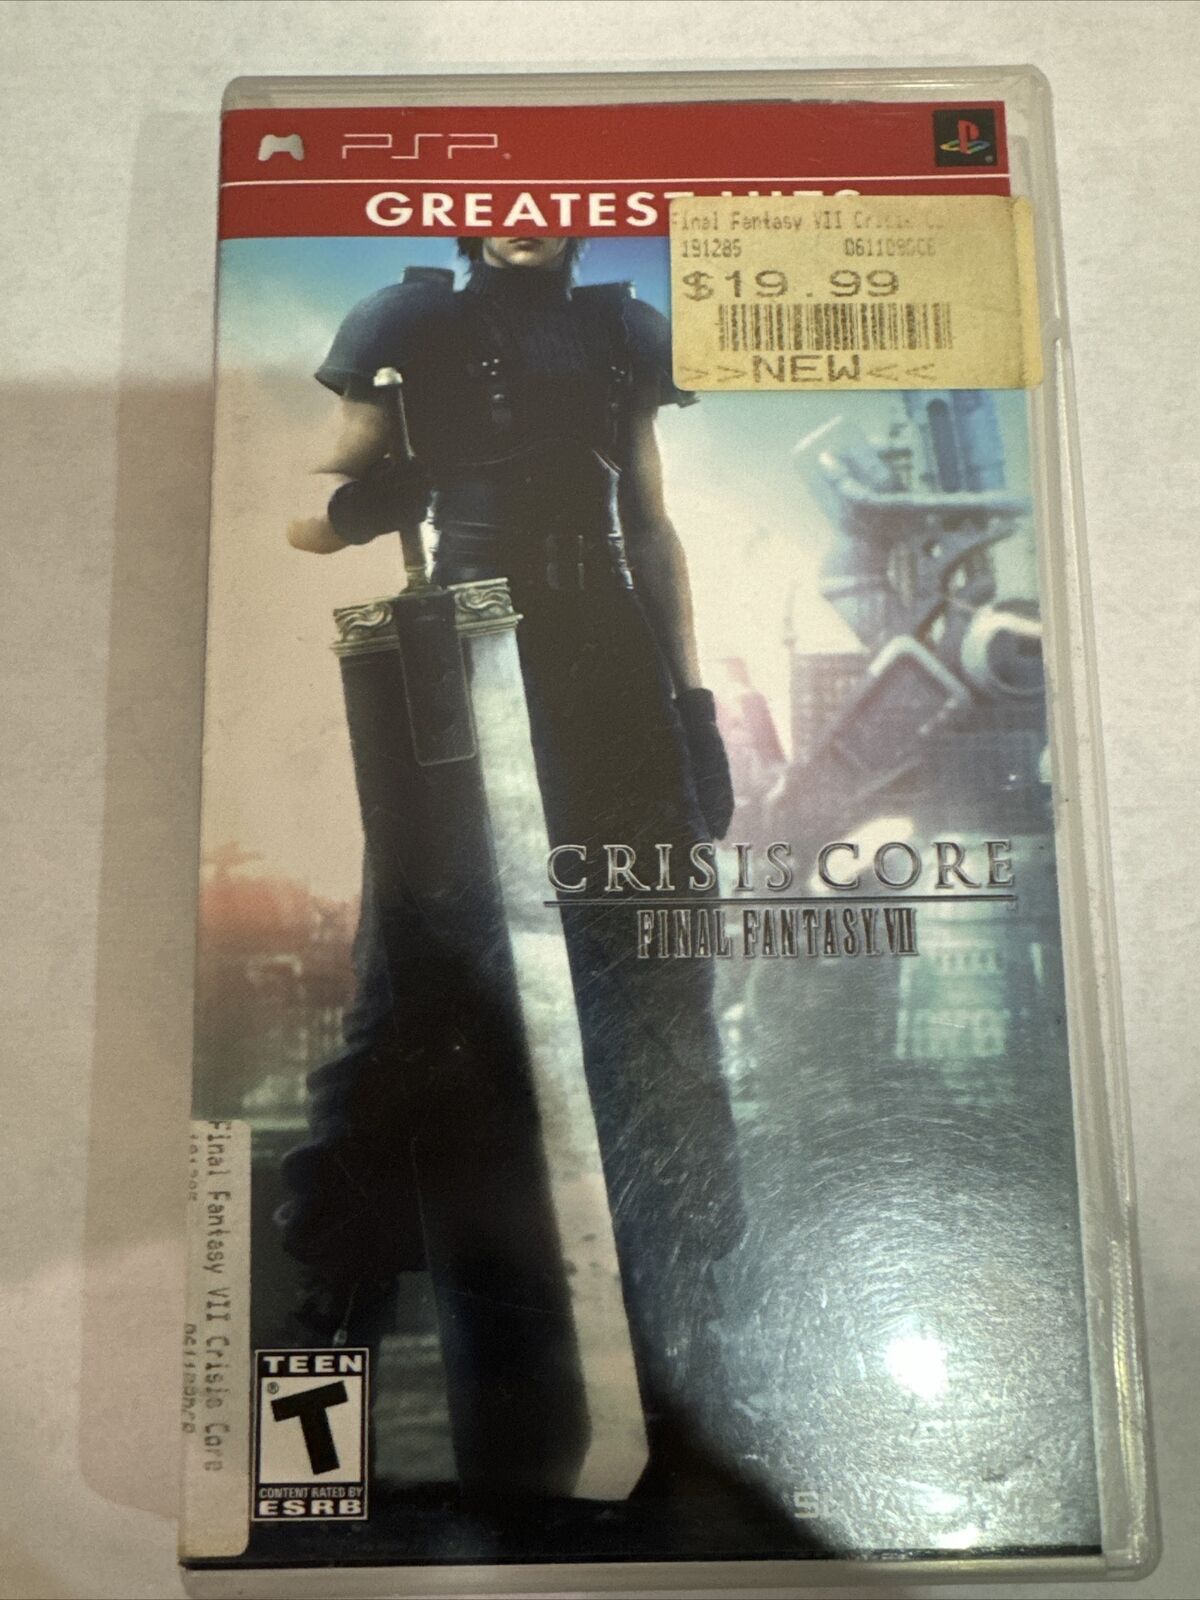 PSP
GREATEST HITS
Final Fantasy VII Crisis
191285
$19.99
>>NEW<<
CRISIS CORE
FINAL FANTASY VII
Final Fantasy VII Crisis Core
TEEN
T
CONTENT RATED BY
ESRB